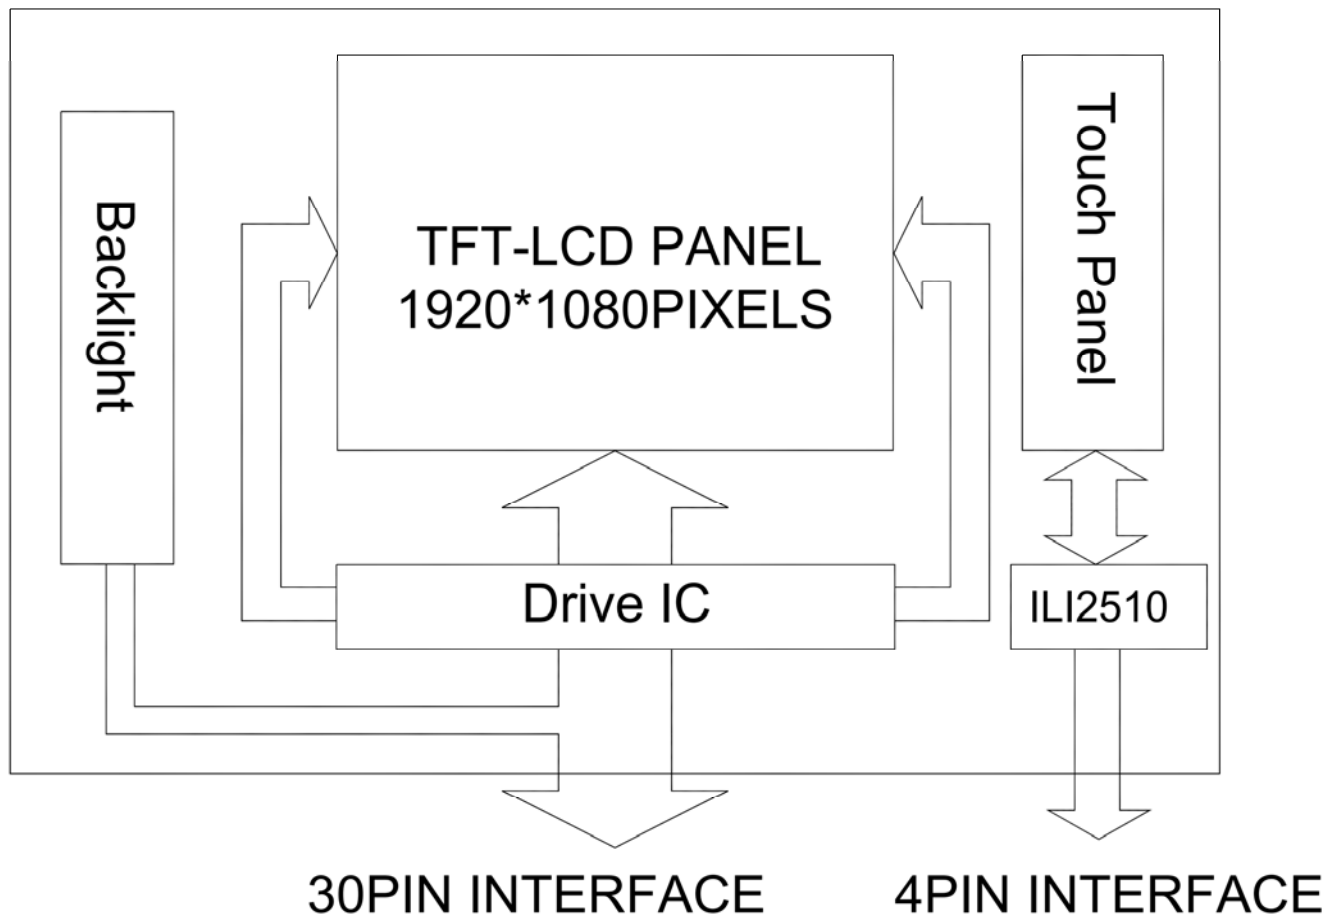 Backlight
TFT-LCD PANEL
1920*1080PIXELS
Touch Panel
Drive IC
ILI2510
30PIN INTERFACE
4PIN INTERFACE